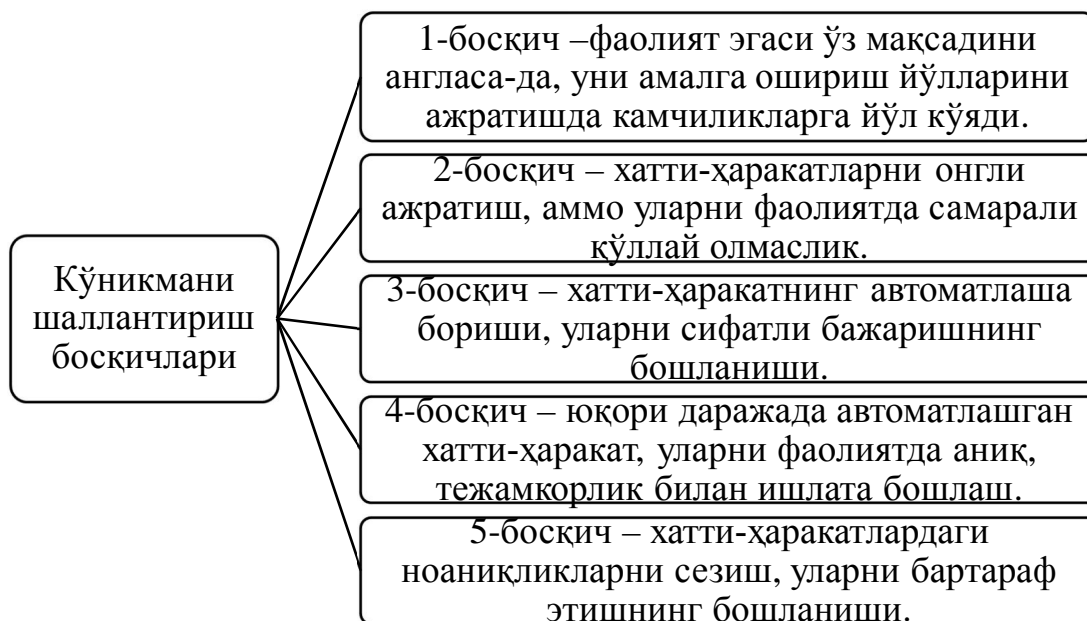 Кўникмани
шаллантириш
босқичлари
1-босқич –фаолият эгаси ўз мақсадини
англаса-да, уни амалга ошириш йўлларини
ажратишда камчиликларга йўл кўяди.
2-босқич – хатти-ҳаракатларни онгли
ажратиш, аммо уларни фаолиятда самарали
қўллай олмаслик.
3-босқич – хатти-ҳаракатнинг автоматлаша
бориши, уларни сифатли бажаришнинг
бошланиши.
4-босқич – юқори даражада автоматлашган
хатти-ҳаракат, уларни фаолиятда аниқ,
тежамкорлик билан ишлата бошлаш.
5-босқич – хатти-ҳаракатлардаги
ноаниқликларни сезиш, уларни бартараф
этишнинг бошланиши.